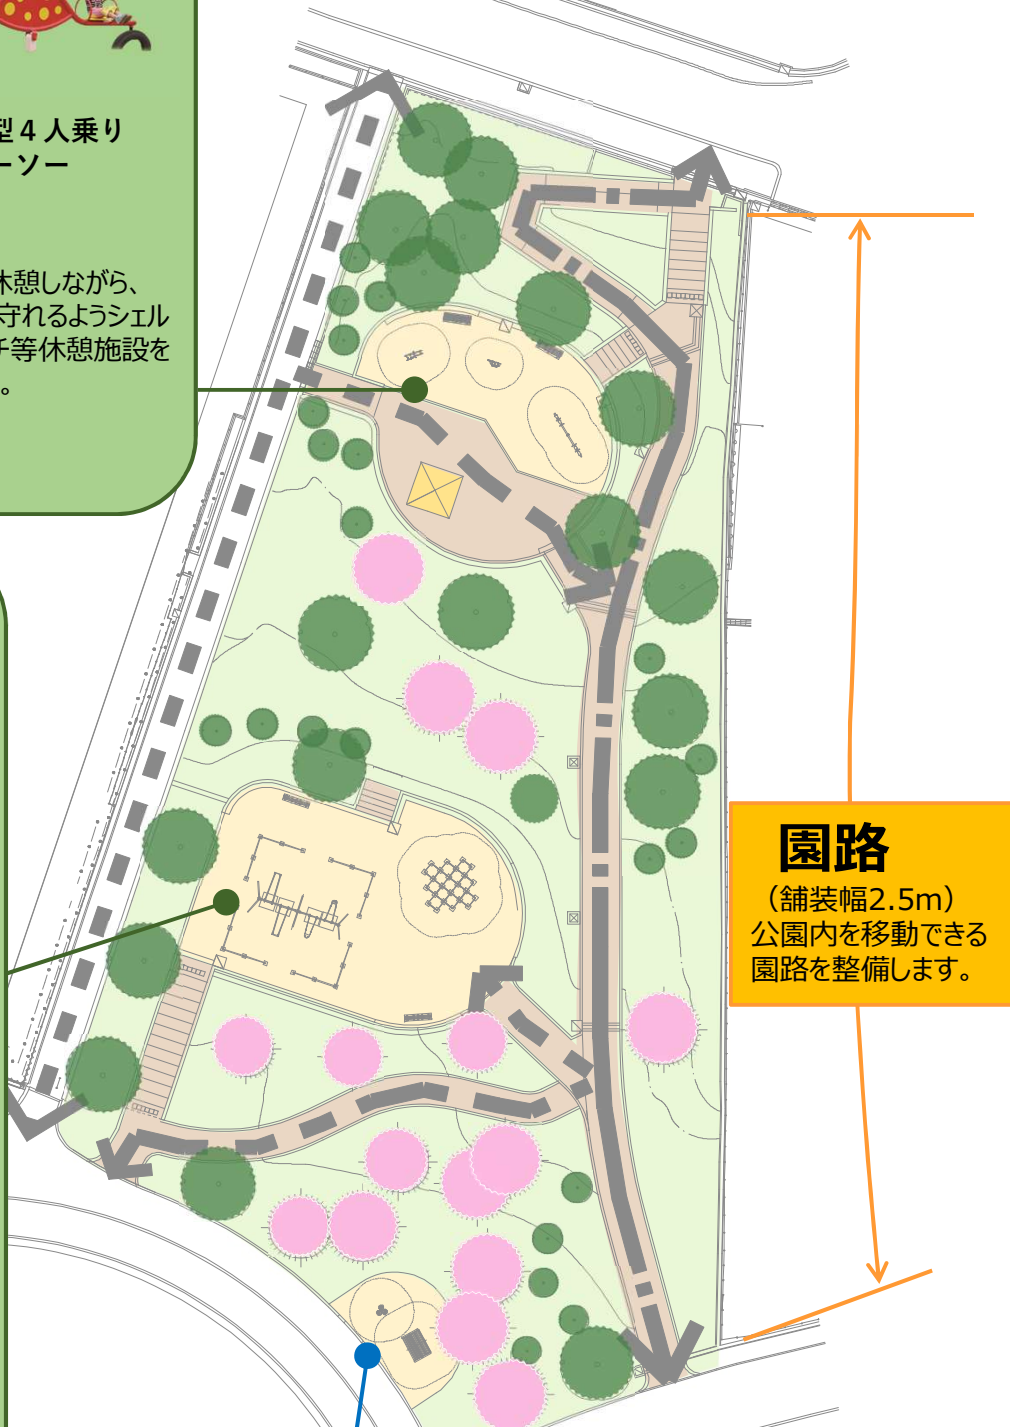 型４人乗り
ーソー
休憩しながら、
守れるようシェル
チ等休憩施設を
。
園路
（舗装幅2.5m）
公園内を移動できる
園路を整備します。